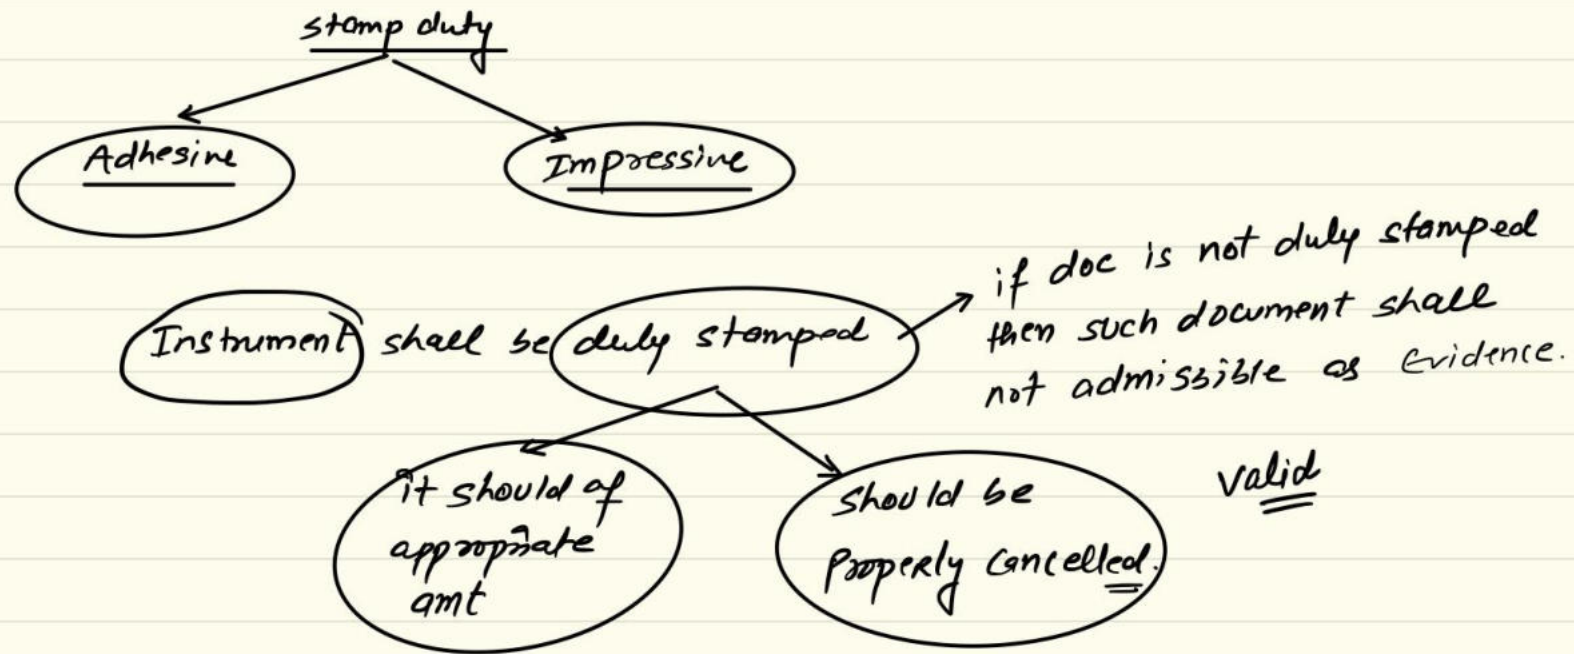 stamp duty
Adhesive
Impressive
Instrument shall be duly stamped
if doc is not duly stamped
then such document shall
not admissible as Evidence.
it should of
appropriate
amt
should be
properly cancelled.
valid